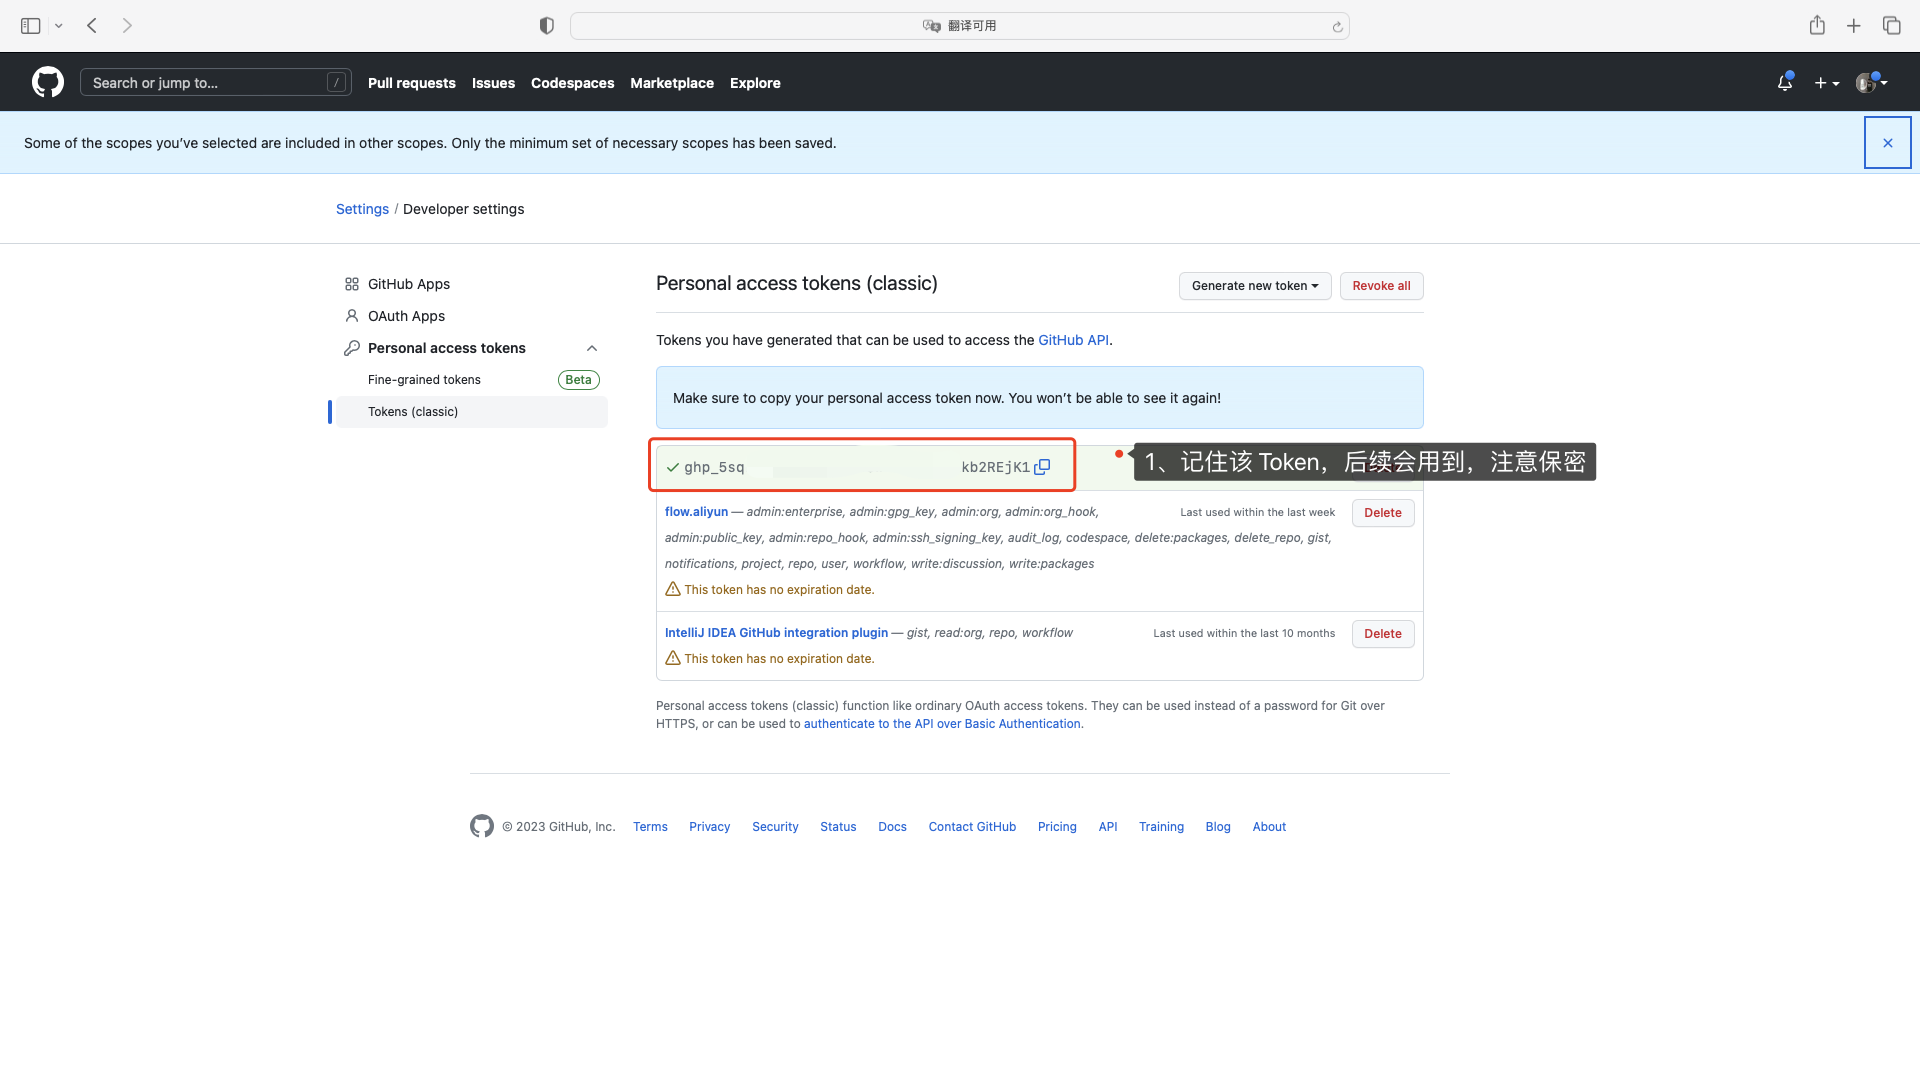 翻译可用
Search or jump to... /
Pull requests Issues Codespaces Marketplace Explore
Some of the scopes you’ve selected are included in other scopes. Only the minimum set of necessary scopes has been saved.
Settings / Developer settings
GitHub Apps
OAuth Apps
Personal access tokens
Fine-grained tokens Beta
Tokens (classic)
Personal access tokens (classic)
Generate new token
Revoke all
Tokens you have generated that can be used to access the GitHub API.
Make sure to copy your personal access token now. You won’t be able to see it again!
ghp_5sq kb2REjK1
1、记住该 Token，后续会用到，注意保密
flow.aliyun — admin:enterprise, admin:gpg_key, admin:org, admin:org_hook,
admin:public_key, admin:repo_hook, admin:ssh_signing_key, audit_log, codespace, delete:packages, delete_repo, gist,
notifications, project, repo, user, workflow, write:discussion, write:packages
Last used within the last week
Delete
This token has no expiration date.
IntelliJ IDEA GitHub integration plugin — gist, read:org, repo, workflow
Last used within the last 10 months
Delete
This token has no expiration date.
Personal access tokens (classic) function like ordinary OAuth access tokens. They can be used instead of a password for Git over
HTTPS, or can be used to authenticate to the API over Basic Authentication.
© 2023 GitHub, Inc. Terms Privacy Security Status Docs Contact GitHub Pricing API Training Blog About